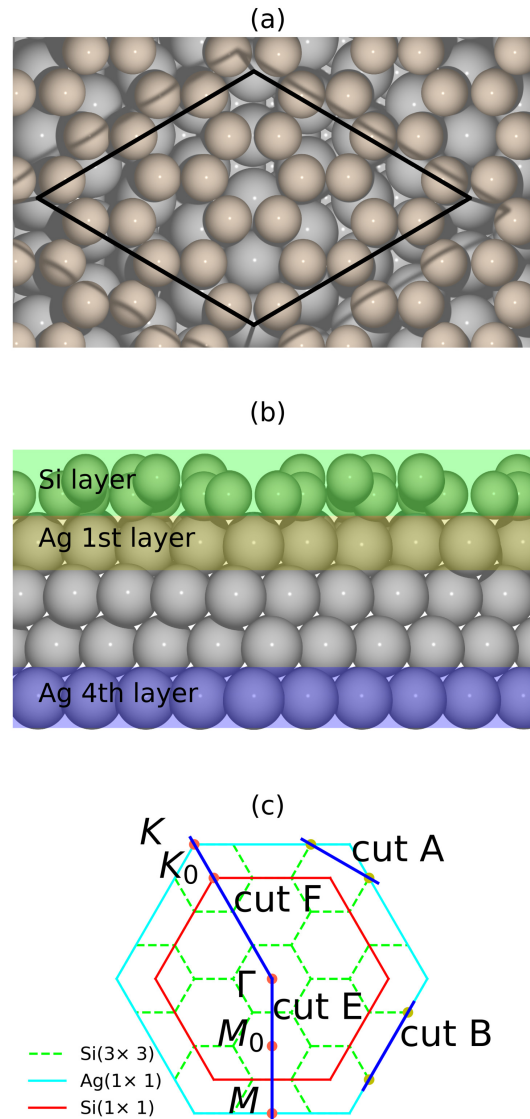 (a)
(b)
Si layer
Ag 1st layer
Ag 4th layer
(c)
K
cut A
K₀
cut F
Γ
cut E
M₀
cut B
Si(3× 3)
Ag(1× 1)
M
Si(1× 1)